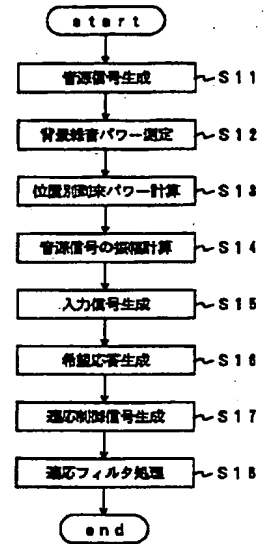 start
音源信号生成 S11
背景雑音パワー測定 S12
位置別到来パワー計算 S13
音源信号の振幅計算 S14
入力信号生成 S15
希望応答生成 S16
適応制御信号生成 S17
適応フィルタ処理 S18
end